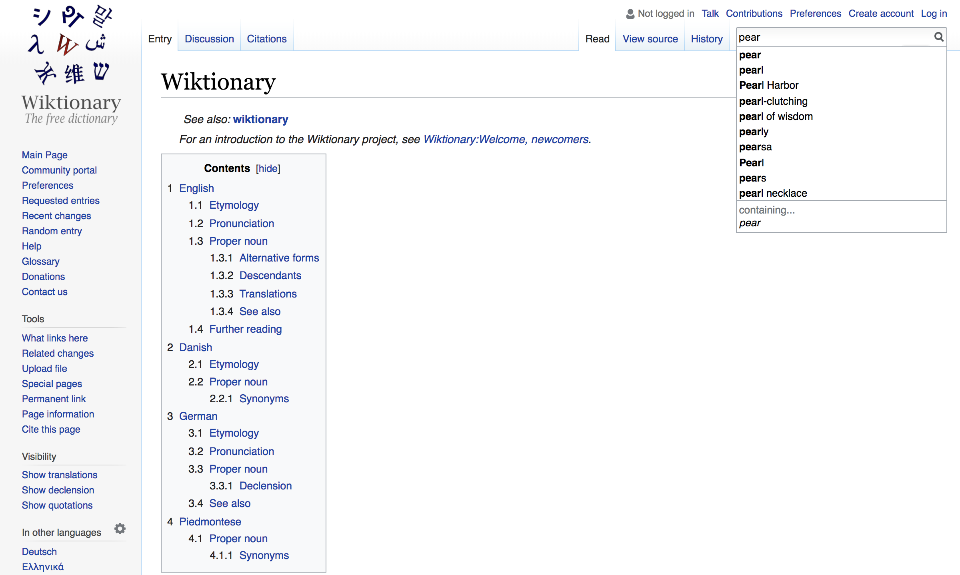 シ
말
λ
W
维
ש
Wiktionary
The free dictionary
Main Page
Community portal
Preferences
Requested entries
Recent changes
Random entry
Help
Glossary
Donations
Contact us
Tools
What links here
Related changes
Upload file
Special pages
Permanent link
Page information
Cite this page
Visibility
Show translations
Show declension
Show quotations
In other languages
Deutsch
Ελληνικά
Not logged in Talk Contributions Preferences Create account Log in
Entry Discussion Citations Read View source History pear
Wiktionary
See also: wiktionary
For an introduction to the Wiktionary project, see Wiktionary:Welcome, newcomers.
Contents [hide]
1 English
1.1 Etymology
1.2 Pronunciation
1.3 Proper noun
1.3.1 Alternative forms
1.3.2 Descendants
1.3.3 Translations
1.3.4 See also
1.4 Further reading
2 Danish
2.1 Etymology
2.2 Proper noun
2.2.1 Synonyms
3 German
3.1 Etymology
3.2 Pronunciation
3.3 Proper noun
3.3.1 Declension
3.4 See also
4 Piedmontese
4.1 Proper noun
4.1.1 Synonyms
pear
pearl
Pearl Harbor
pearl-clutching
pearl of wisdom
pearly
pearsa
Pearl
pears
pearl necklace
containing...
pear